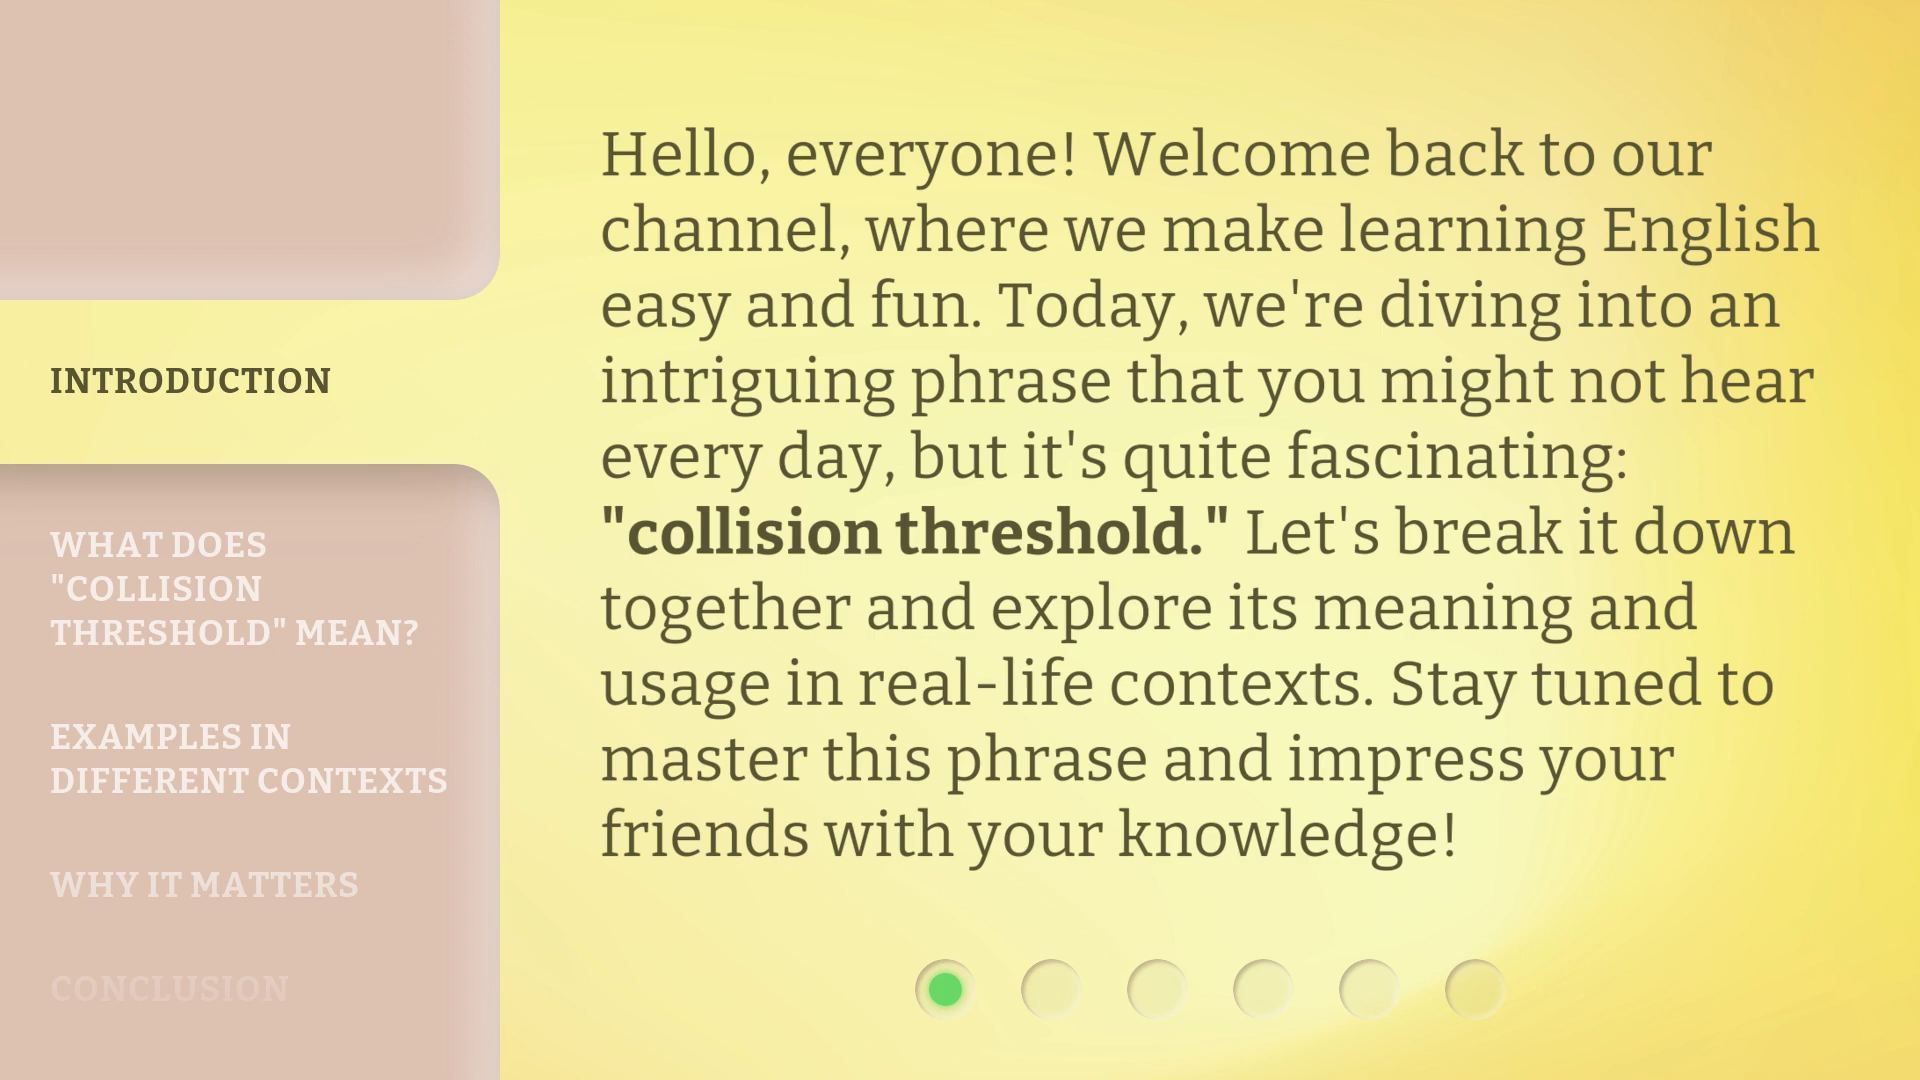 INTRODUCTION
WHAT DOES
"COLLISION
THRESHOLD" MEAN?
EXAMPLES IN
DIFFERENT CONTEXTS
WHY IT MATTERS
CONCLUSION
Hello, everyone! Welcome back to our
channel, where we make learning English
easy and fun. Today, we're diving into an
intriguing phrase that you might not hear
every day, but it's quite fascinating:
"collision threshold." Let's break it down
together and explore its meaning and
usage in real-life contexts. Stay tuned to
master this phrase and impress your
friends with your knowledge!